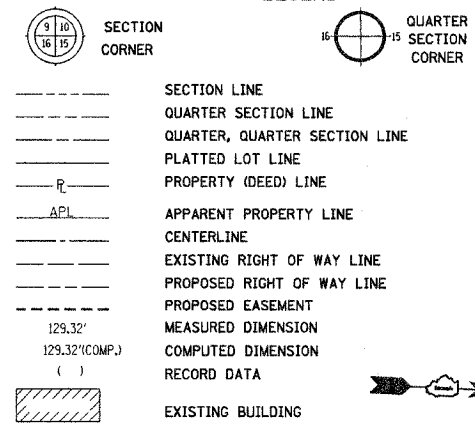 9 10
16 15
SECTION
CORNER
16
15
QUARTER
SECTION
CORNER
SECTION LINE
QUARTER SECTION LINE
QUARTER, QUARTER SECTION LINE
PLATTED LOT LINE
PL PROPERTY (DEED) LINE
APL APPARENT PROPERTY LINE
CENTERLINE
EXISTING RIGHT OF WAY LINE
PROPOSED RIGHT OF WAY LINE
PROPOSED EASEMENT
129.32' MEASURED DIMENSION
129.32'(COMP.) COMPUTED DIMENSION
( ) RECORD DATA
EXISTING BUILDING